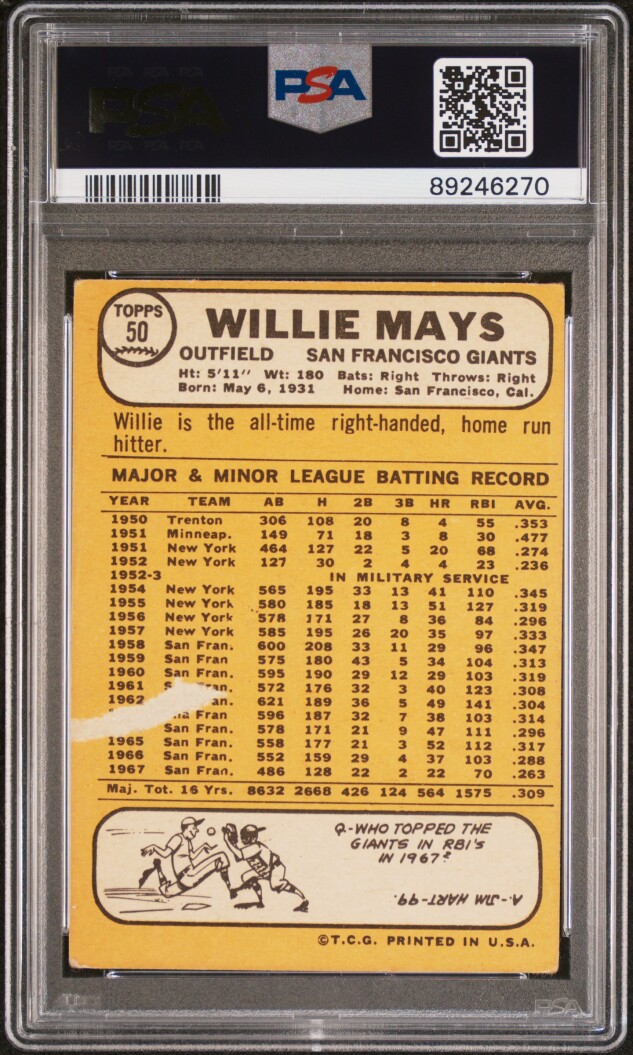 PSA
89246270
TOPPS
50
WILLIE MAYS
OUTFIELD SAN FRANCISCO GIANTS
Ht: 5'11" Wt: 180 Bats: Right Throws: Right
Born: May 6, 1931 Home: San Francisco, Cal.
Willie is the all-time right-handed, home run
hitter.
MAJOR & MINOR LEAGUE BATTING RECORD
YEAR TEAM AB H 2B 3B HR RBI AVG.
1950 Trenton 306 108 20 8 4 55 .353
1951 Minneap. 149 71 18 3 8 30 .477
1951 New York 464 127 22 5 20 68 .274
1952 New York 127 30 2 4 4 23 .236
1952-3 IN MILITARY SERVICE
1954 New York 565 195 33 13 41 110 .345
1955 New York 580 185 18 13 51 127 .319
1956 New York 578 171 27 8 36 84 .296
1957 New York 585 195 26 20 35 97 .333
1958 San Fran. 600 208 33 11 29 96 .347
1959 San Fran 575 180 43 5 34 104 .313
1960 San Fran. 595 190 29 12 29 103 .319
1961 San Fran. 572 176 32 3 40 123 .308
1962 an. 621 189 36 5 49 141 .304
Fran 596 187 32 7 38 103 .314
San Fran. 578 171 21 9 47 111 .296
1965 San Fran. 558 177 21 3 52 112 .317
1966 San Fran. 552 159 29 4 37 103 .288
1967 San Fran. 486 128 22 2 22 70 .263
Maj. Tot. 16 Yrs. 8632 2668 426 124 564 1575 .309
Q-WHO TOPPED THE
GIANTS IN RBI'S
IN 1967?
A.-JIM HART-99.
©T.C.G. PRINTED IN U.S.A.
PSA